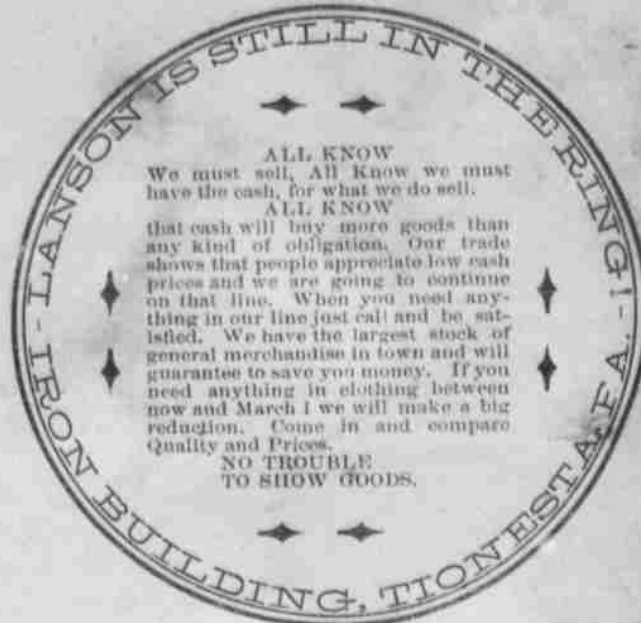 LANSON IS STILL IN THE RING!
ALL KNOW
We must sell, All Know we must
have the cash, for what we do sell.
ALL KNOW
that cash will buy more goods than
any kind of obligation. Our trade
shows that people appreciate low cash
prices and we are going to continue
on that line. When you need any-
thing in our line just call and be sat-
isfied. We have the largest stock of
general merchandise in town and will
guarantee to save you money. If you
need anything in clothing between
now and March 1 we will make a big
reduction. Come in and compare
Quality and Prices.
NO TROUBLE
TO SHOW GOODS.
IRON BUILDING, TIONESTA, PA.